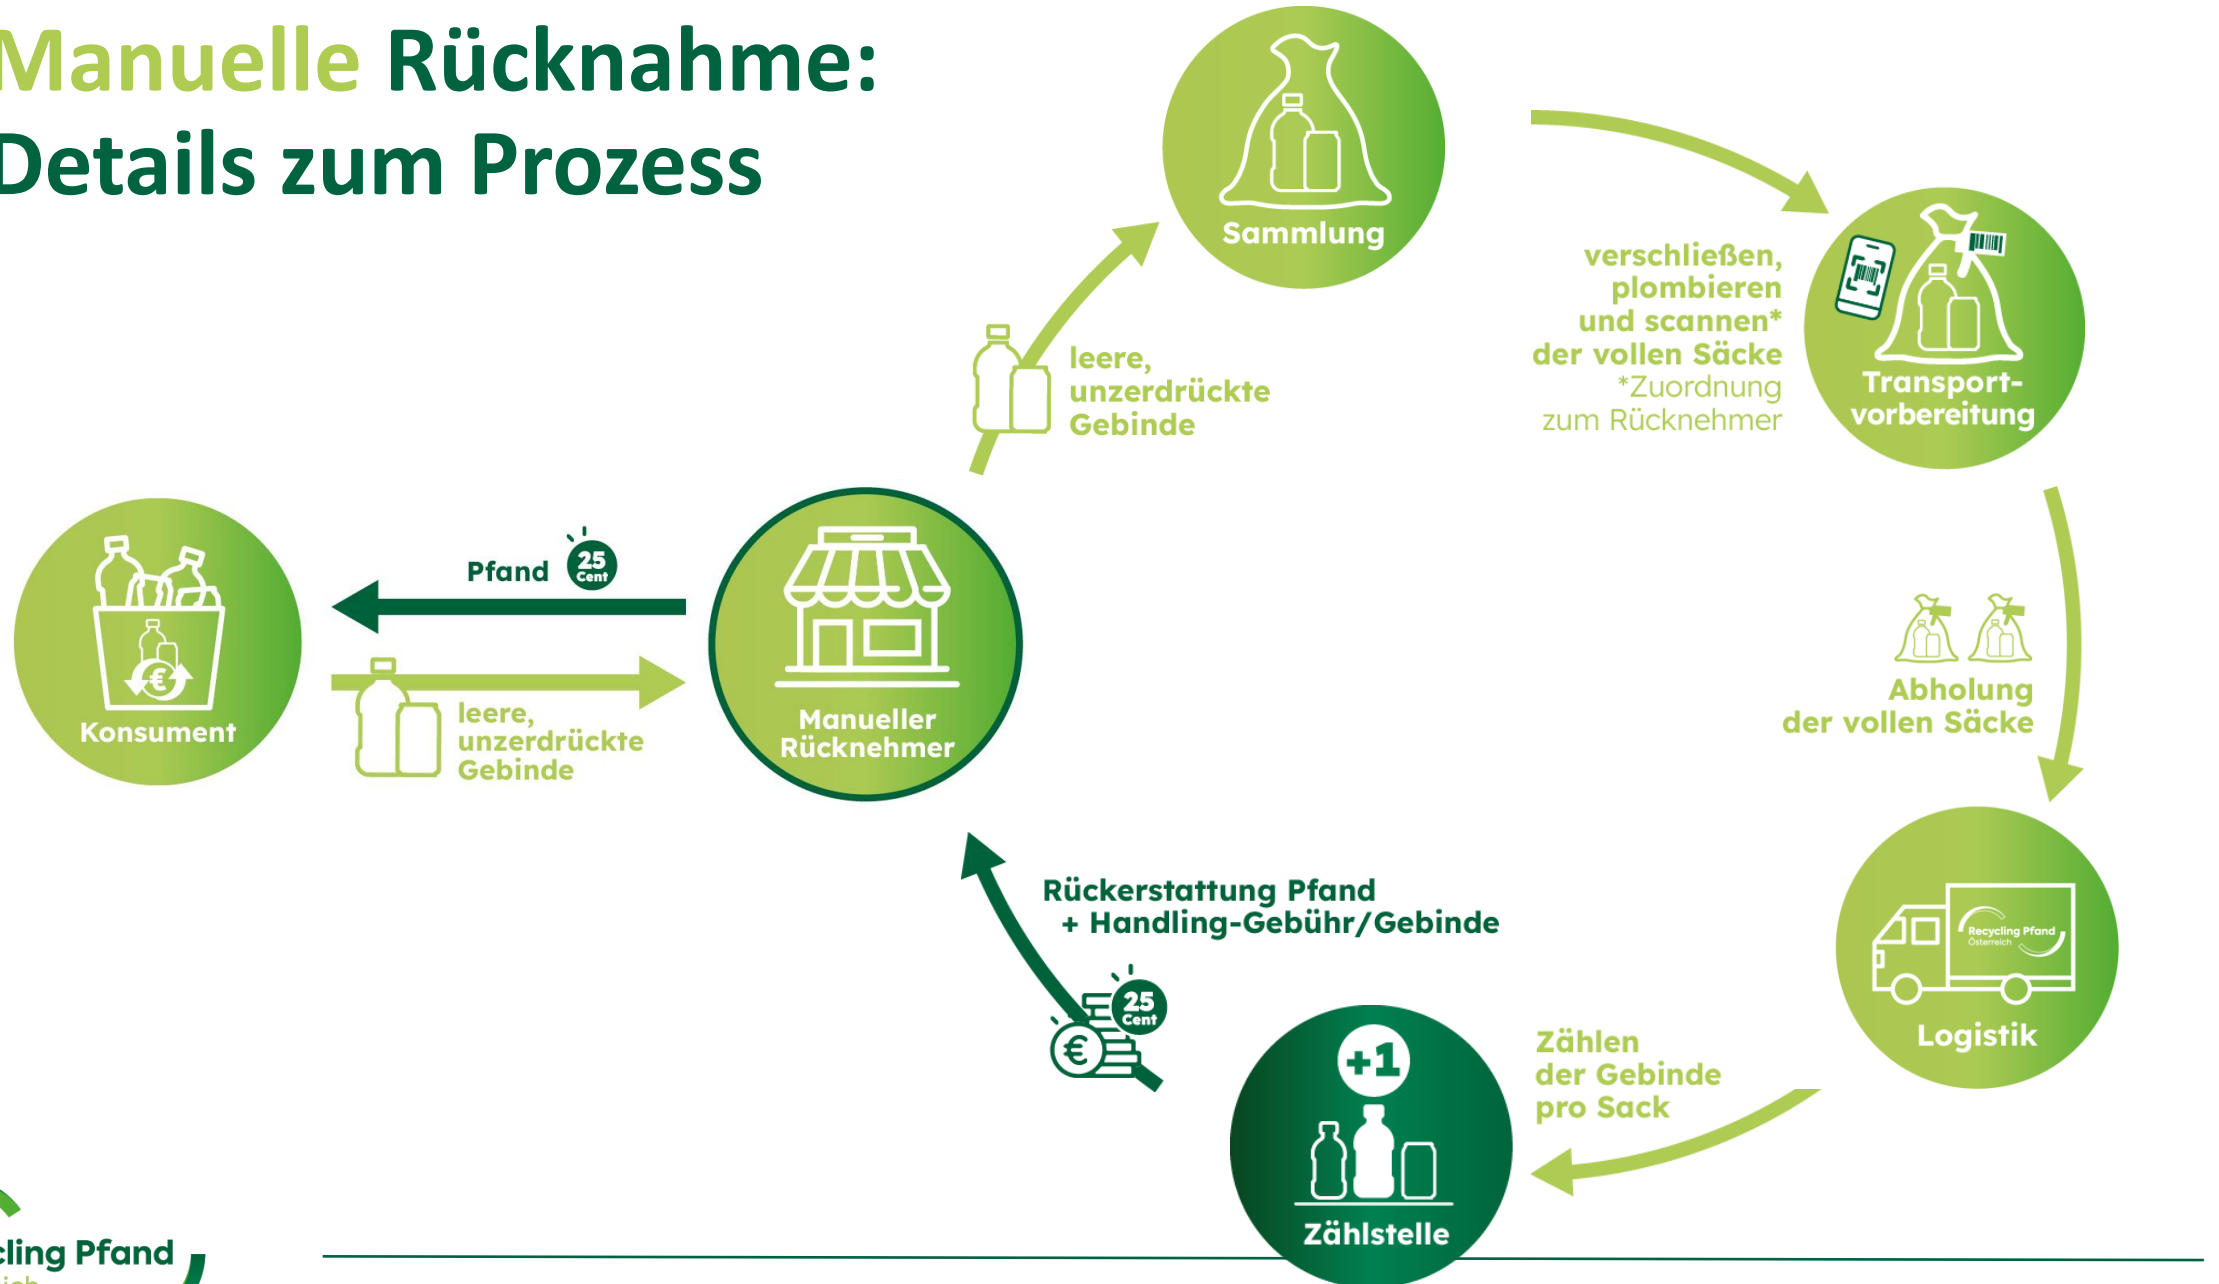 Manuelle Rücknahme:
Details zum Prozess
Sammlung
verschließen,
plombieren
und scannen*
der vollen Säcke
*Zuordnung
zum Rücknehmer
Transport-
vorbereitung
leere,
unzerdrückte
Gebinde
Konsument
Pfand 25
Cent
leere,
unzerdrückte
Gebinde
Manueller
Rücknehmer
Abholung
der vollen Säcke
Recycling Pfand
Österreich
Logistik
Zählen
der Gebinde
pro Sack
+1
Zählstelle
Rückerstattung Pfand
+ Handling-Gebühr/Gebinde
25
Cent
€
€
cling Pfand